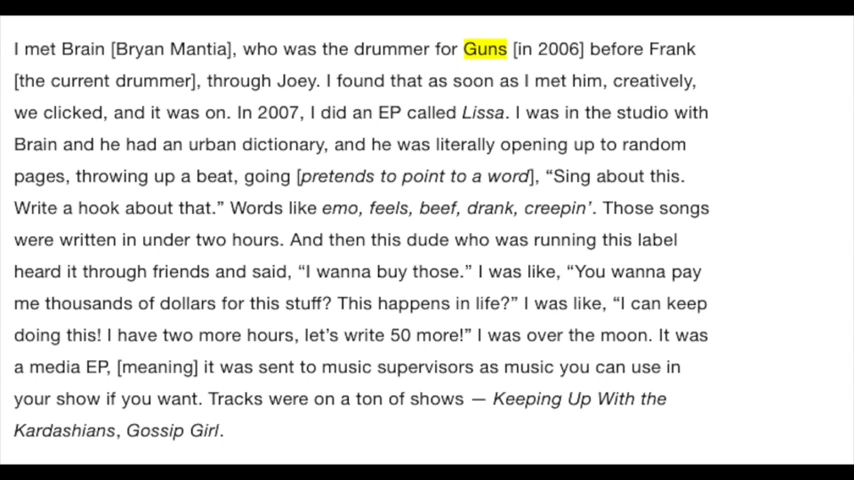 I met Brain [Bryan Mantia], who was the drummer for Guns [in 2006] before Frank
[the current drummer], through Joey. I found that as soon as I met him, creatively,
we clicked, and it was on. In 2007, I did an EP called Lissa. I was in the studio with
Brain and he had an urban dictionary, and he was literally opening up to random
pages, throwing up a beat, going [pretends to point to a word], “Sing about this.
Write a hook about that.” Words like emo, feels, beef, drank, creepin’. Those songs
were written in under two hours. And then this dude who was running this label
heard it through friends and said, “I wanna buy those.” I was like, “You wanna pay
me thousands of dollars for this stuff? This happens in life?” I was like, “I can keep
doing this! I have two more hours, let’s write 50 more!” I was over the moon. It was
a media EP, [meaning] it was sent to music supervisors as music you can use in
your show if you want. Tracks were on a ton of shows — Keeping Up With the
Kardashians, Gossip Girl.